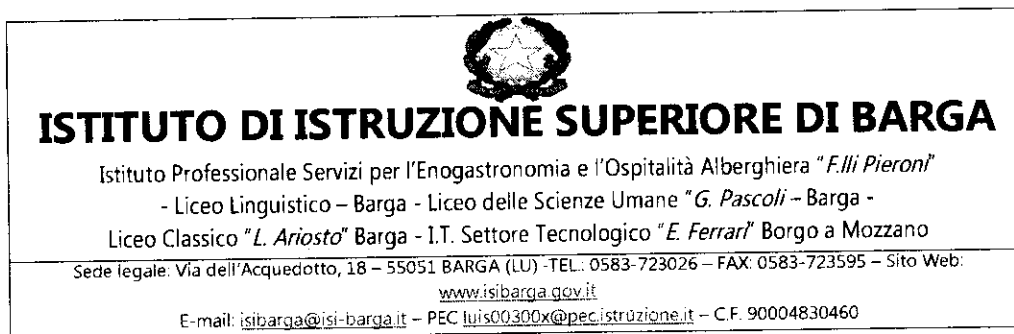 ISTITUTO DI ISTRUZIONE SUPERIORE DI BARGA
Istituto Professionale Servizi per l'Enogastronomia e l'Ospitalità Alberghiera "F.lli Pieroni"
- Liceo Linguistico – Barga - Liceo delle Scienze Umane "G. Pascoli – Barga -
Liceo Classico "L. Ariosto" Barga - I.T. Settore Tecnologico "E. Ferrari" Borgo a Mozzano
Sede legale: Via dell'Acquedotto, 18 – 55051 BARGA (LU) -TEL.: 0583-723026 – FAX: 0583-723595 – Sito Web:
www.isibarga.gov.it
E-mail: isibarga@isi-barga.it – PEC luis00300x@pec.istruzione.it – C.F. 90004830460